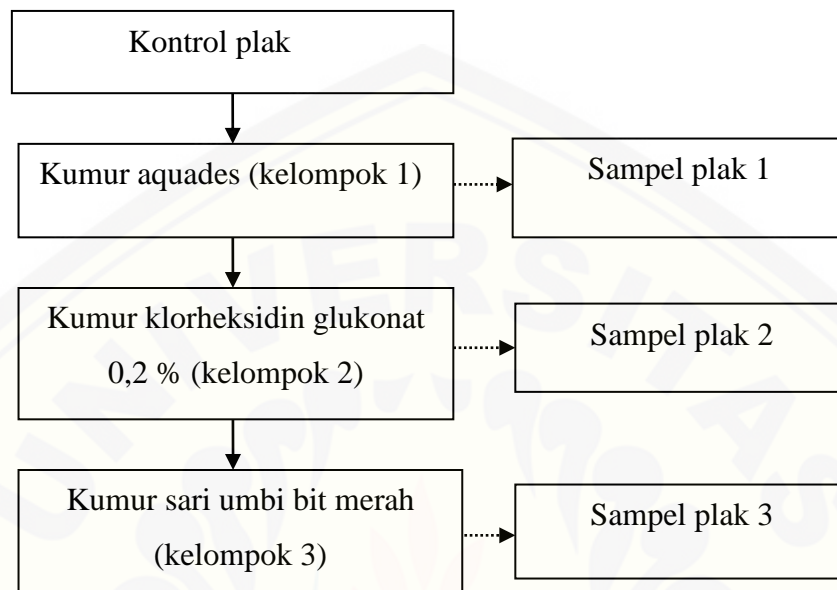 Kontrol plak
Kumur aquades (kelompok 1)
Sampel plak 1
Kumur klorheksidin glukonat
0,2 % (kelompok 2)
Sampel plak 2
Kumur sari umbi bit merah
(kelompok 3)
Sampel plak 3
UNIVERSITAS